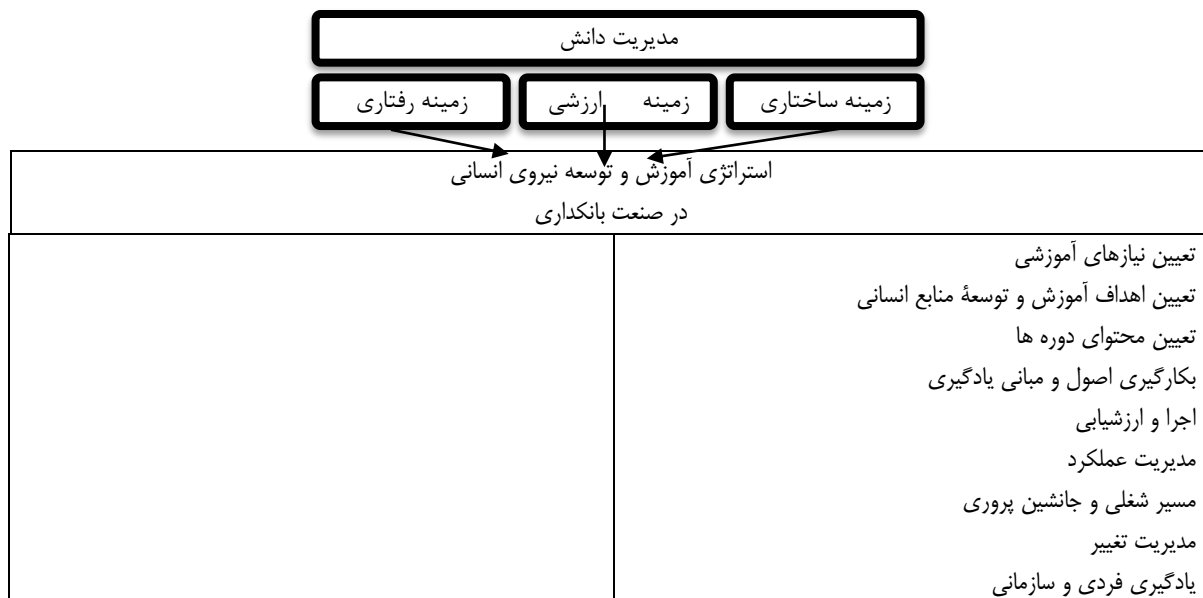 مدیریت دانش
زمینه ساختاری
زمینه ارزشی
زمینه رفتاری
استراتژی آموزش و توسعه نیروی انسانی
در صنعت بانکداری
تعیین نیازهای آموزشی
تعیین اهداف آموزش و توسعۀ منابع انسانی
تعیین محتوای دوره ها
بکارگیری اصول و مبانی یادگیری
اجرا و ارزشیابی
مدیریت عملکرد
مسیر شغلی و جانشین پروری
مدیریت تغییر
یادگیری فردی و سازمانی